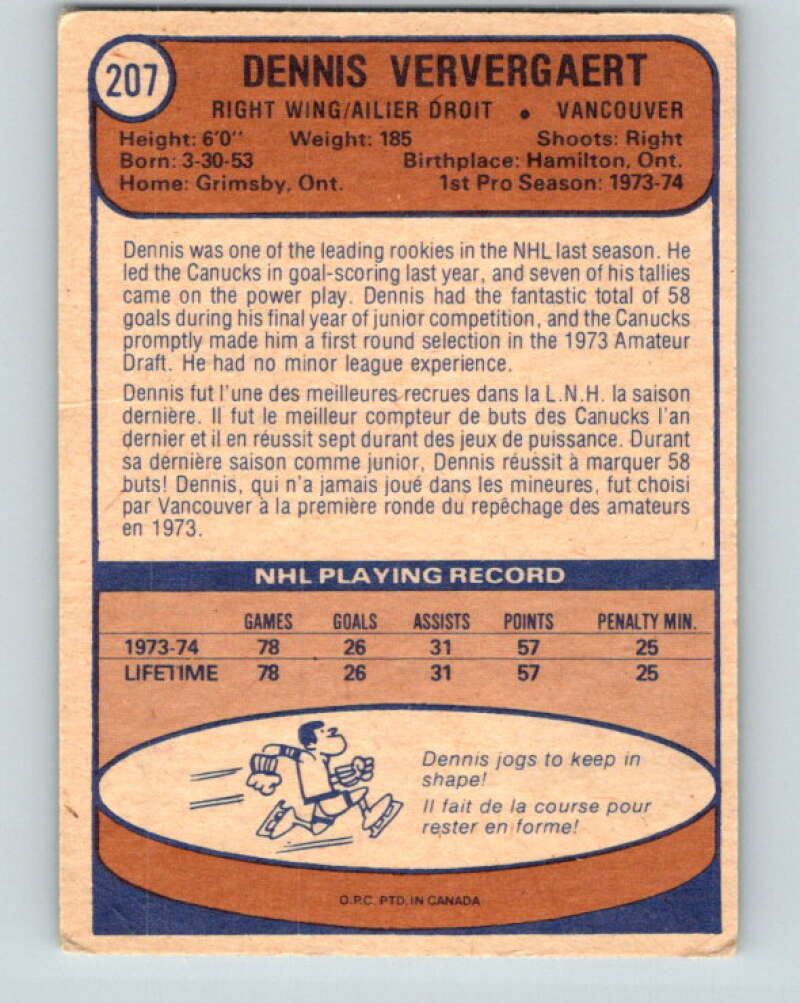 207
DENNIS VERVERGAERT
RIGHT WING/AILIER DROIT • VANCOUVER
Height: 6'0" Weight: 185 Shoots: Right
Born: 3-30-53 Birthplace: Hamilton, Ont.
Home: Grimsby, Ont. 1st Pro Season: 1973-74
Dennis was one of the leading rookies in the NHL last season. He
led the Canucks in goal-scoring last year, and seven of his tallies
came on the power play. Dennis had the fantastic total of 58
goals during his final year of junior competition, and the Canucks
promptly made him a first round selection in the 1973 Amateur
Draft. He had no minor league experience.
Dennis fut l'une des meilleures recrues dans la L.N.H. la saison
dernière. Il fut le meilleur compteur de buts des Canucks l'an
dernier et il en réussit sept durant des jeux de puissance. Durant
sa dernière saison comme junior, Dennis réussit à marquer 58
buts! Dennis, qui n'a jamais joué dans les mineures, fut choisi
par Vancouver à la première ronde du repêchage des amateurs
en 1973.
NHL PLAYING RECORD
GAMES GOALS ASSISTS POINTS PENALTY MIN.
1973-74 78 26 31 57 25
LIFETIME 78 26 31 57 25
Dennis jogs to keep in
shape!
Il fait de la course pour
rester en forme!
O.P.C. PTD. IN CANADA